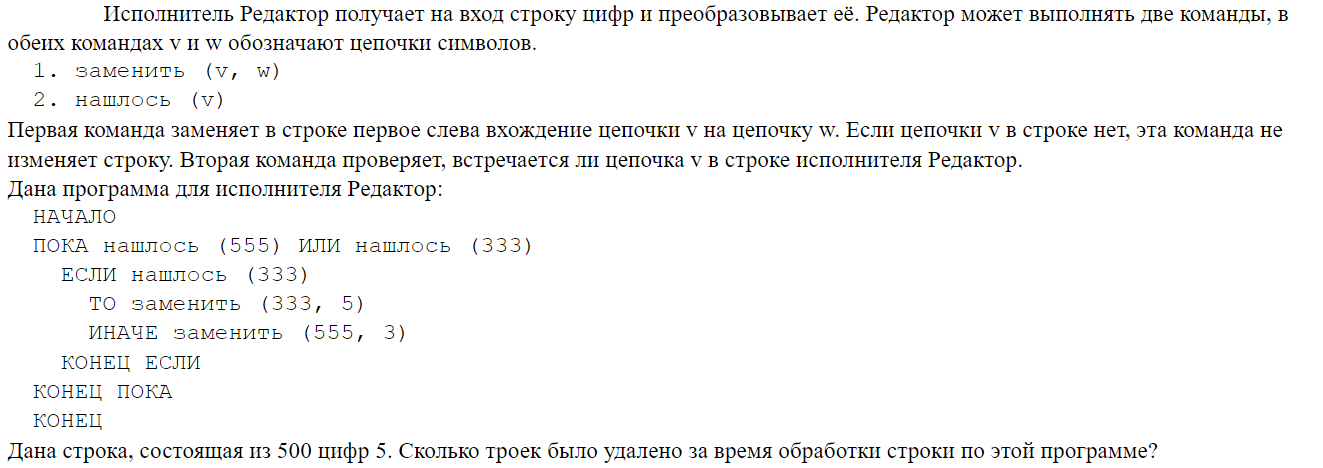 Исполнитель Редактор получает на вход строку цифр и преобразовывает её. Редактор может выполнять две команды, в
обеих командах v и w обозначают цепочки символов.
1. заменить (v, w)
2. нашлось (v)
Первая команда заменяет в строке первое слева вхождение цепочки v на цепочку w. Если цепочки v в строке нет, эта команда не
изменяет строку. Вторая команда проверяет, встречается ли цепочка v в строке исполнителя Редактор.
Дана программа для исполнителя Редактор:
НАЧАЛО
ПОКА нашлось (555) ИЛИ нашлось (333)
ЕСЛИ нашлось (333)
ТО заменить (333, 5)
ИНАЧЕ заменить (555, 3)
КОНЕЦ ЕСЛИ
КОНЕЦ ПОКА
КОНЕЦ
Дана строка, состоящая из 500 цифр 5. Сколько троек было удалено за время обработки строки по этой программе?